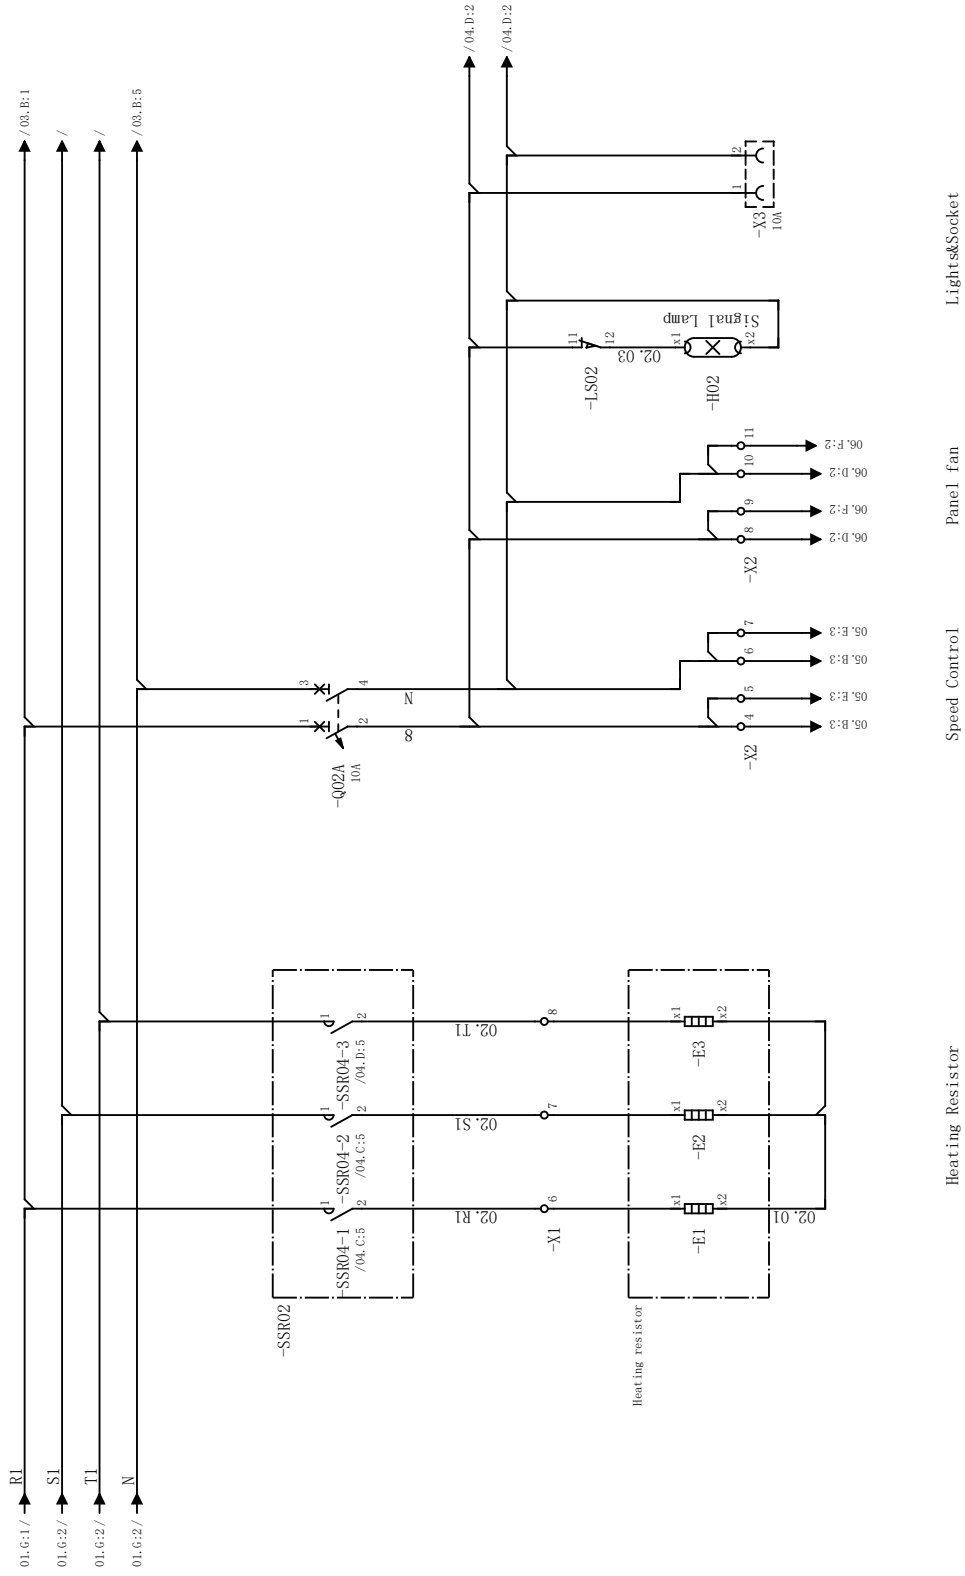 01.G:1 /
R1
/ 03.B:1
01.G:2 /
S1
/
01.G:2 /
T1
/
01.G:2 /
N
/ 03.B:5
-SSR02
-SSR04-1
/04.C:5
1
2
-SSR04-2
/04.C:5
1
2
-SSR04-3
/04.D:5
1
2
-Q02A
10A
1
2
3
4
8
N
/ 04.D:2
/ 04.D:2
02.R1
02.S1
02.T1
-X1
6
7
8
Heating resistor
-E1
x1
x2
-E2
x1
x2
-E3
x1
x2
02.01
-X2
4
5
6
7
05.B:3
05.E:3
05.B:3
05.E:3
-X2
8
9
10
11
06.D:2
06.F:2
06.D:2
06.F:2
-LS02
11
12
02.03
-H02
x1
x2
Signal Lamp
-X3
10A
1
2
Heating Resistor
Speed Control
Panel fan
Lights&Socket